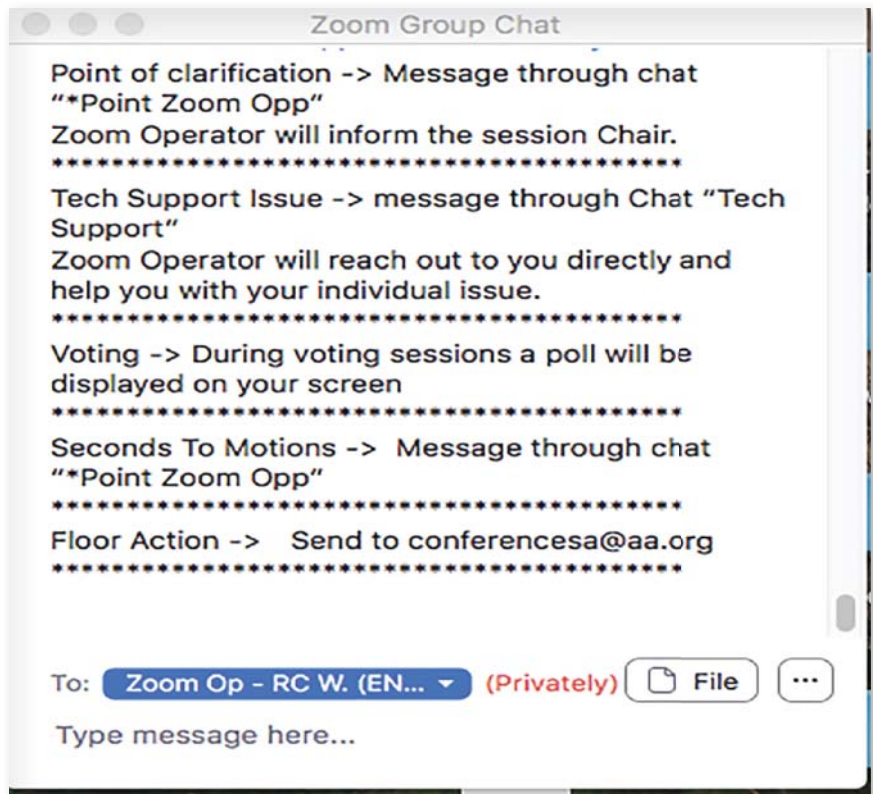 Zoom Group Chat
Point of clarification -> Message through chat
“*Point Zoom Opp”
Zoom Operator will inform the session Chair.
******************************************
Tech Support Issue -> message through Chat “Tech
Support”
Zoom Operator will reach out to you directly and
help you with your individual issue.
******************************************
Voting -> During voting sessions a poll will be
displayed on your screen
******************************************
Seconds To Motions -> Message through chat
“*Point Zoom Opp”
******************************************
Floor Action -> Send to conferencesa@aa.org
******************************************
To: Zoom Op - RC W. (EN... (Privately) File ...
Type message here...